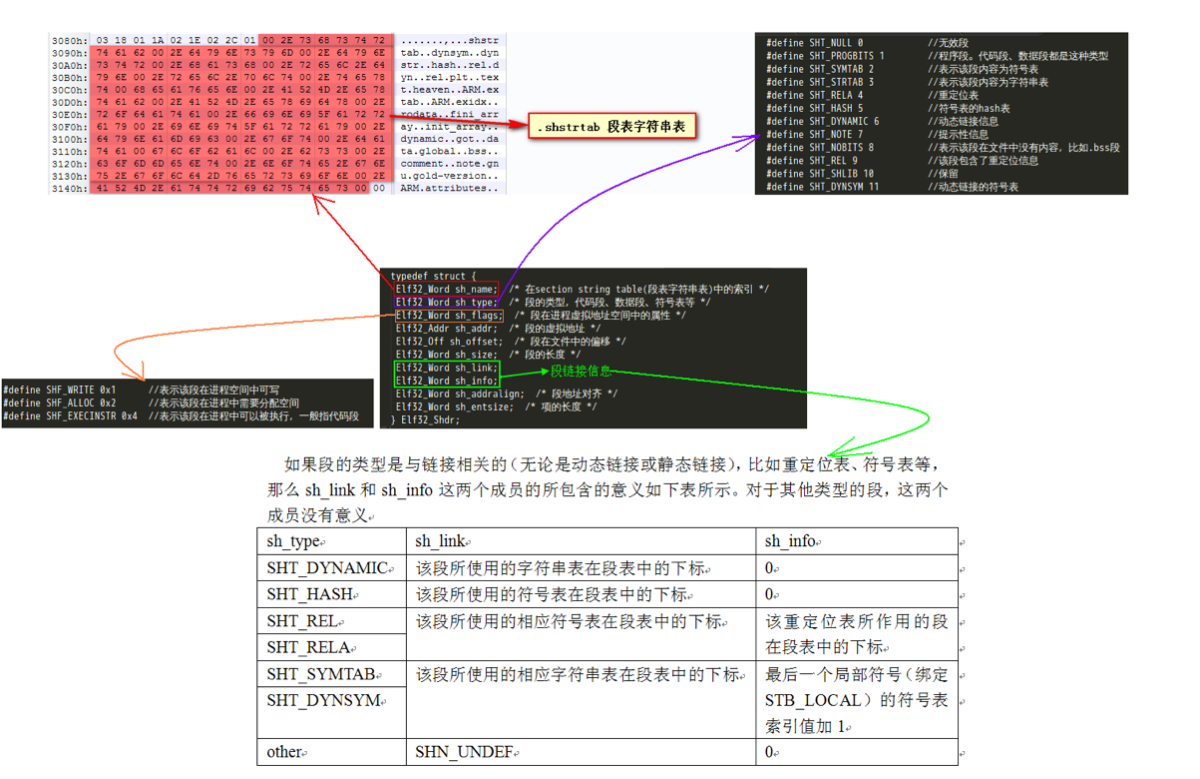 3080h: 03 18 01 1A 02 1E 02 2C 01 00 2E 73 68 73 74 72 .......,...shstr
3090h: 74 61 62 00 2E 64 79 6E 73 79 6D 00 2E 64 79 6E tab..dynsym..dyn
30A0h: 73 74 72 00 2E 68 61 73 68 00 2E 72 65 6C 2E 64 str..hash..rel.d
30B0h: 79 6E 00 2E 72 65 6C 2E 70 6C 74 00 2E 74 65 78 yn..rel.plt..tex
30C0h: 74 00 68 65 61 76 65 6E 00 2E 41 52 4D 2E 65 78 t.heaven..ARM.ex
30D0h: 74 61 62 00 2E 41 52 4D 2E 65 78 69 64 78 00 2E tab..ARM.exidx..
30E0h: 72 6F 64 61 74 61 00 2E 66 69 6E 69 5F 61 72 72 rodata..fini_arr
30F0h: 61 79 00 2E 69 6E 69 74 5F 61 72 72 61 79 00 2E ay..init_array..
3100h: 64 79 6E 61 6D 69 63 00 2E 67 6F 74 00 2E 64 61 dynamic..got..da
3110h: 74 61 00 67 6C 6F 62 61 6C 00 2E 62 73 73 00 2E ta.global..bss..
3120h: 63 6F 6D 6D 65 6E 74 00 2E 6E 6F 74 65 2E 67 6E comment..note.gn
3130h: 75 2E 67 6F 6C 64 2D 76 65 72 73 69 6F 6E 00 2E u.gold-version..
3140h: 41 52 4D 2E 61 74 74 72 69 62 75 74 65 73 00 00 ARM.attributes..
.shstrtab 段表字符串表
#define SHT_NULL 0 //无效段
#define SHT_PROGBITS 1 //程序段。代码段、数据段都是这种类型
#define SHT_SYMTAB 2 //表示该段内容为符号表
#define SHT_STRTAB 3 //表示该段内容为字符串表
#define SHT_RELA 4 //重定位表
#define SHT_HASH 5 //符号表的hash表
#define SHT_DYNAMIC 6 //动态链接信息
#define SHT_NOTE 7 //提示性信息
#define SHT_NOBITS 8 //表示该段在文件中没有内容，比如.bss段
#define SHT_REL 9 //该段包含了重定位信息
#define SHT_SHLIB 10 //保留
#define SHT_DYNSYM 11 //动态链接的符号表
typedef struct {
Elf32_Word sh_name; /* 在section string table(段表字符串表)中的索引 */
Elf32_Word sh_type; /* 段的类型，代码段、数据段、符号表等 */
Elf32_Word sh_flags; /* 段在进程虚拟地址空间中的属性 */
Elf32_Addr sh_addr; /* 段的虚拟地址 */
Elf32_Off sh_offset; /* 段在文件中的偏移 */
Elf32_Word sh_size; /* 段的长度 */
Elf32_Word sh_link;
Elf32_Word sh_info;
段链接信息
Elf32_Word sh_addralign; /* 段地址对齐 */
Elf32_Word sh_entsize; /* 项的长度 */
} Elf32_Shdr;
#define SHF_WRITE 0x1 //表示该段在进程空间中可写
#define SHF_ALLOC 0x2 //表示该段在进程中需要分配空间
#define SHF_EXECINSTR 0x4 //表示该段在进程中可以被执行，一般指代码段
如果段的类型是与链接相关的（无论是动态链接或静态链接），比如重定位表、符号表等，
那么 sh_link 和 sh_info 这两个成员的所包含的意义如下表所示。对于其他类型的段，这两个
成员没有意义
sh_type sh_link sh_info
SHT_DYNAMIC 该段所使用的字符串表在段表中的下标 0
SHT_HASH 该段所使用的符号表在段表中的下标 0
SHT_REL 该段所使用的相应符号表在段表中的下标 该重定位表所作用的段
SHT_RELA 在段表中的下标
SHT_SYMTAB 该段所使用的相应字符串表在段表中的下标 最后一个局部符号（绑定
SHT_DYNSYM STB_LOCAL）的符号表
索引值加 1
other SHN_UNDEF 0